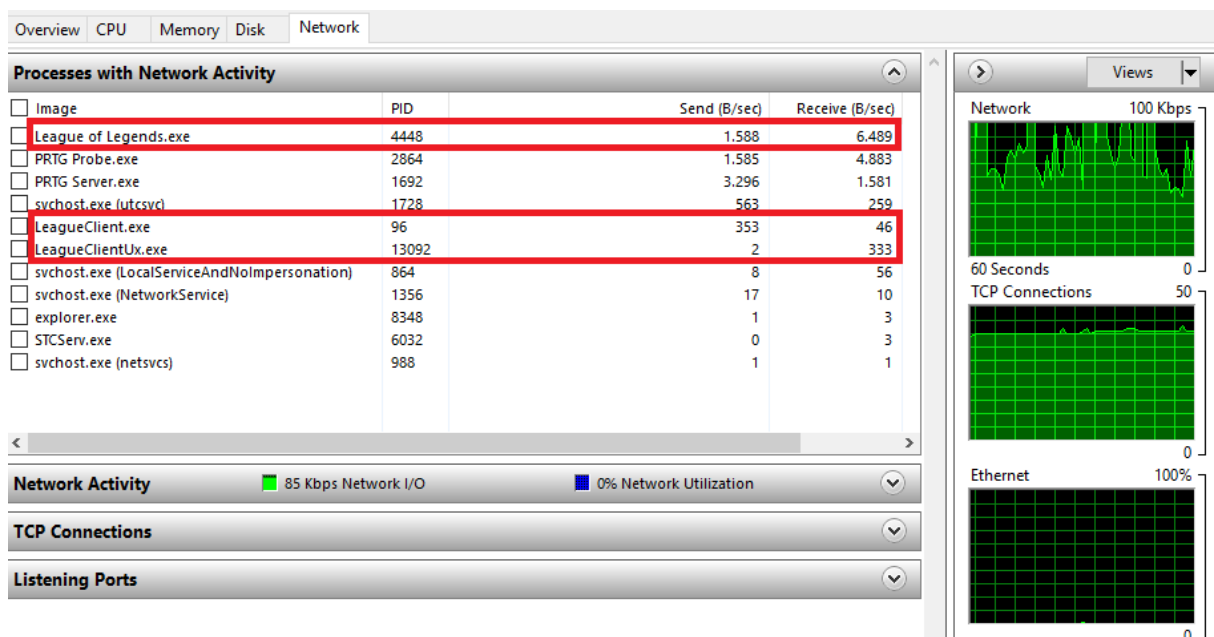 Overview CPU Memory Disk Network
Processes with Network Activity
Image PID Send (B/sec) Receive (B/sec)
League of Legends.exe 4448 1.588 6.489
PRTG Probe.exe 2864 1.585 4.883
PRTG Server.exe 1692 3.296 1.581
svchost.exe (utcsvc) 1728 563 259
LeagueClient.exe 96 353 46
LeagueClientUx.exe 13092 2 333
svchost.exe (LocalServiceAndNoImpersonation) 864 8 56
svchost.exe (NetworkService) 1356 17 10
explorer.exe 8348 1 3
STCServ.exe 6032 0 3
svchost.exe (netsvcs) 988 1 1
Network Activity 85 Kbps Network I/O 0% Network Utilization
TCP Connections
Listening Ports
Views
Network 100 Kbps
60 Seconds 0
TCP Connections 50
0
Ethernet 100%
0